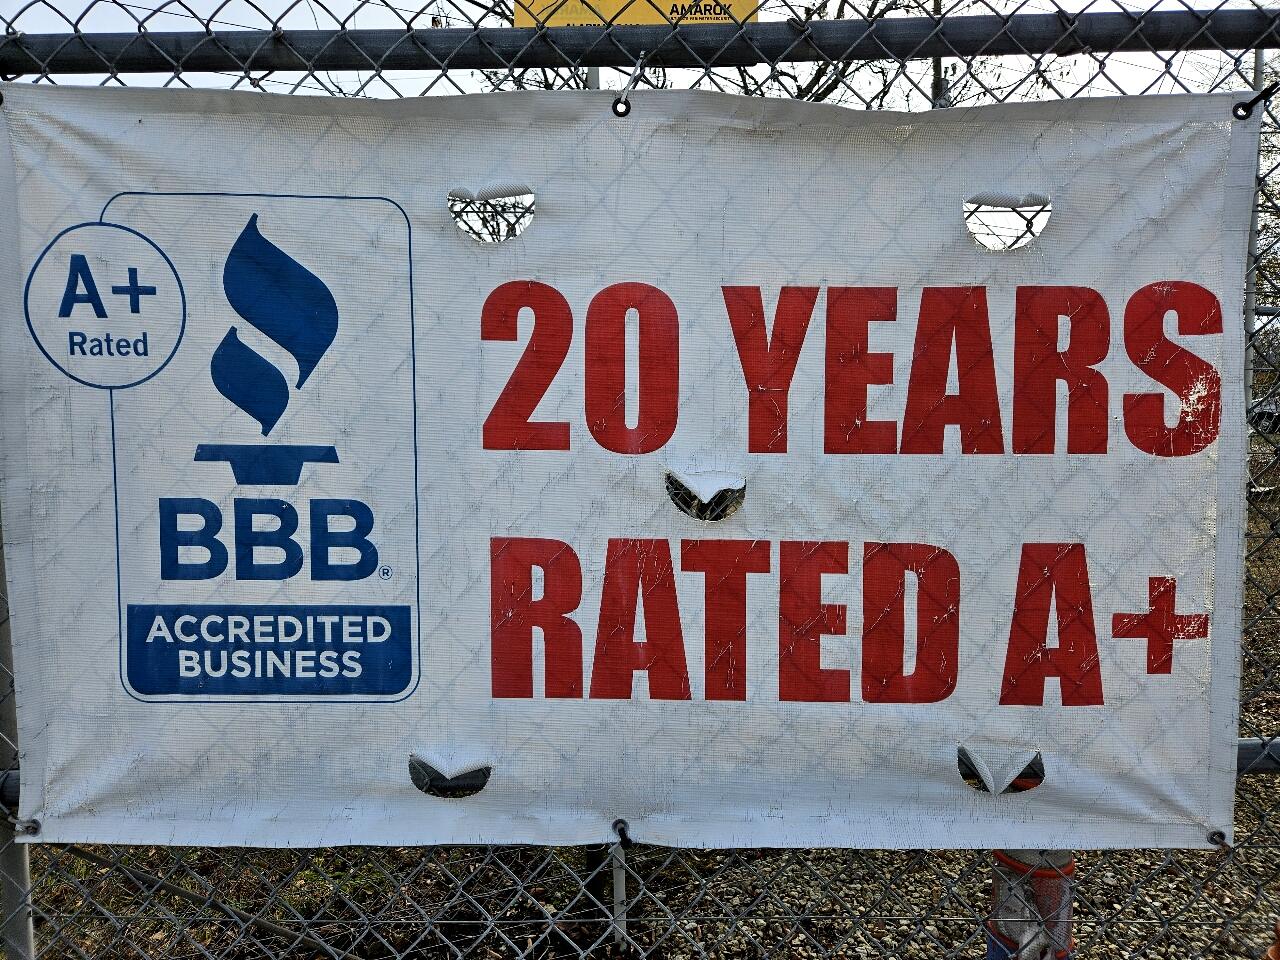 AMAROK
A+
Rated
BBB®
ACCREDITED
BUSINESS
20 YEARS
RATED A+